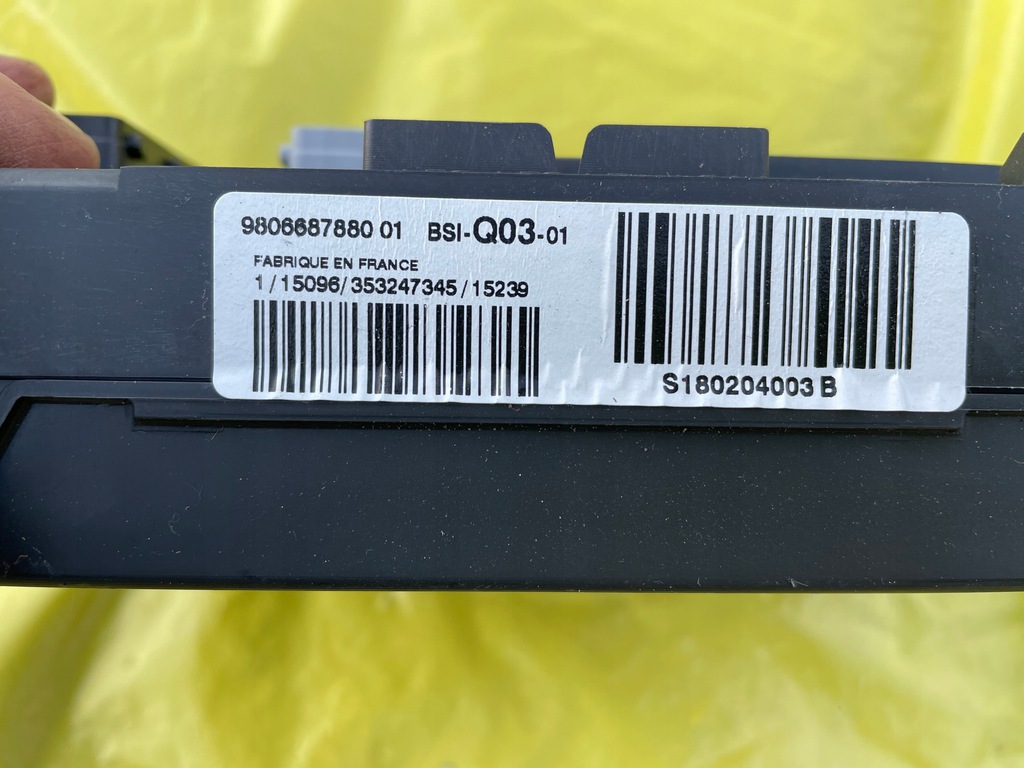 9806687880 01 BSI-Q03-01
FABRIQUE EN FRANCE
1/15096/353247345/15239
S180204003 B